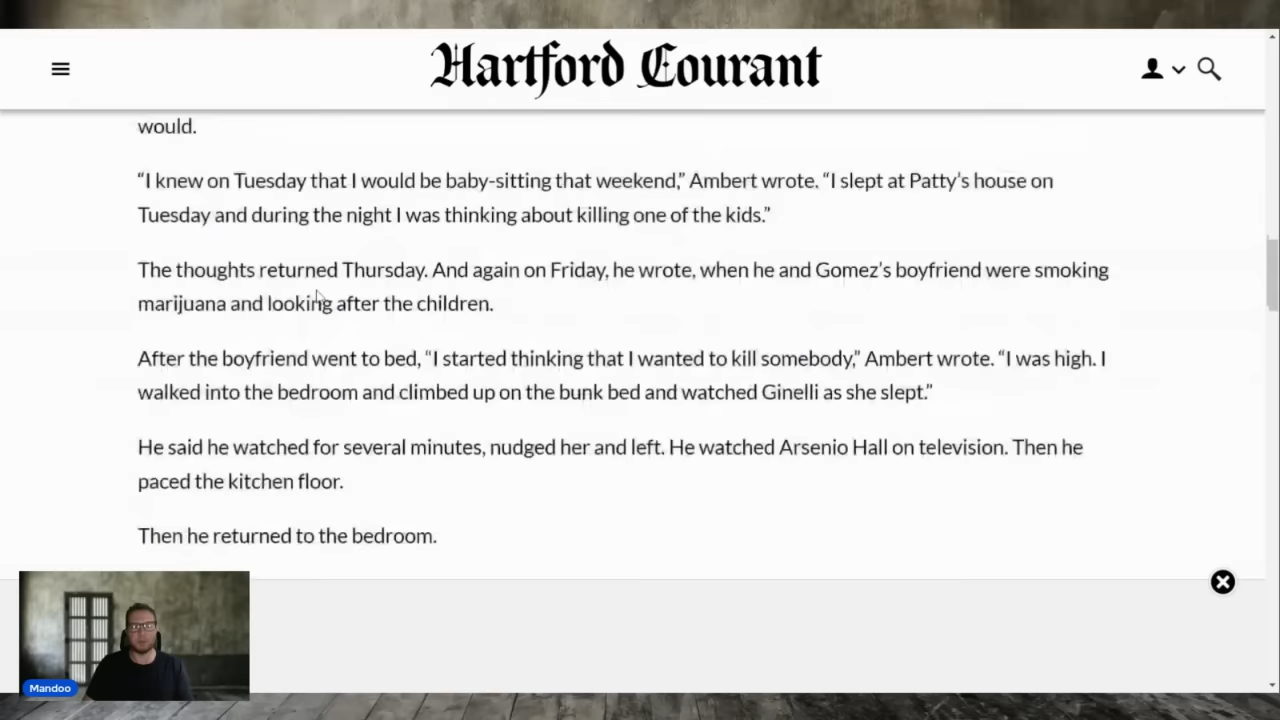 Hartford Courant
would.
“I knew on Tuesday that I would be baby-sitting that weekend,” Ambert wrote. “I slept at Patty’s house on
Tuesday and during the night I was thinking about killing one of the kids.”
The thoughts returned Thursday. And again on Friday, he wrote, when he and Gomez’s boyfriend were smoking
marijuana and looking after the children.
After the boyfriend went to bed, “I started thinking that I wanted to kill somebody,” Ambert wrote. “I was high. I
walked into the bedroom and climbed up on the bunk bed and watched Ginelli as she slept.”
He said he watched for several minutes, nudged her and left. He watched Arsenio Hall on television. Then he
paced the kitchen floor.
Then he returned to the bedroom.
Mandoo